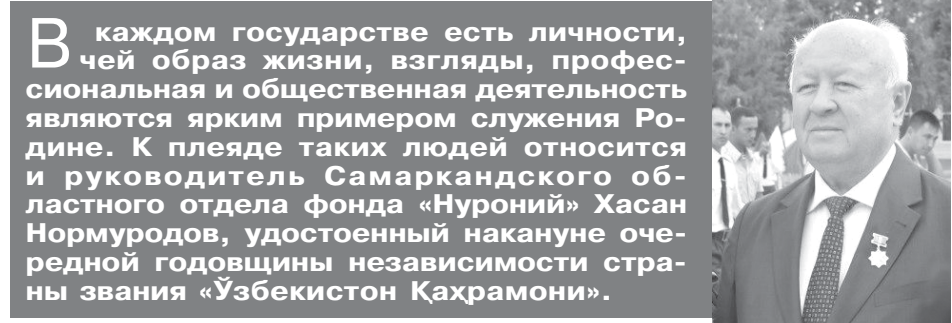 В каждом государстве есть личности,
чей образ жизни, взгляды, профес-
сиональная и общественная деятельность
являются ярким примером служения Ро-
дине. К плеяде таких людей относится
и руководитель Самаркандского об-
ластного отдела фонда «Нуроний» Хасан
Нормуродов, удостоенный накануне оче-
редной годовщины независимости стра-
ны звания «Ўзбекистон Қаҳрамони».